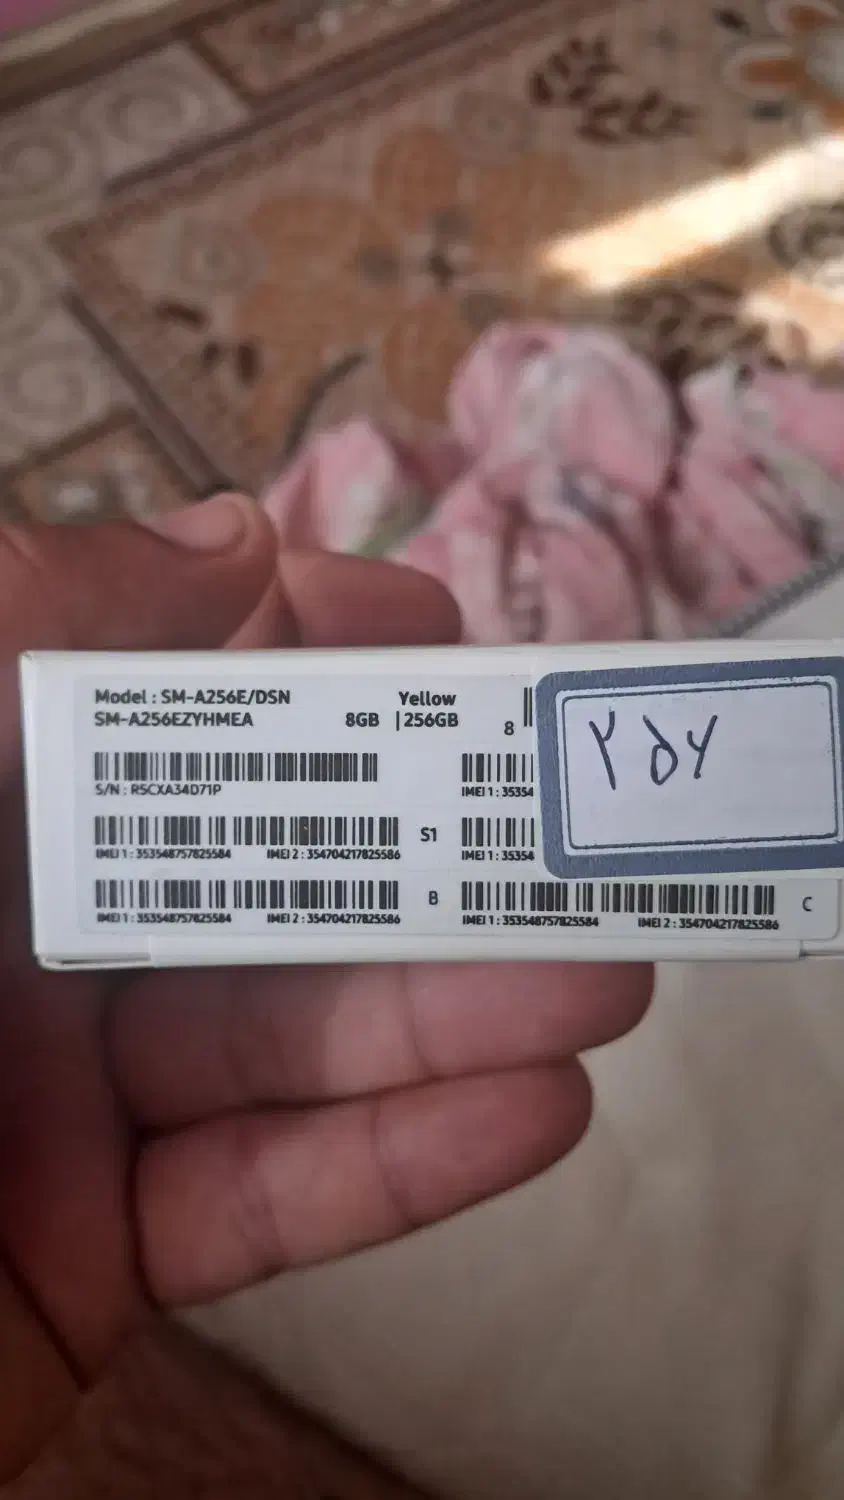 Model : SM-A256E/DSN Yellow
SM-A256EZYHMEA 8GB | 256GB 8
S/N : R5CXA34D71P IMEI 1 : 35354
IMEI 1 : 353548757825584 IMEI 2 : 354704217825586 S1 IMEI 1 : 35354
IMEI 1 : 353548757825584 IMEI 2 : 354704217825586 B IMEI 1 : 353548757825584 IMEI 2 : 354704217825586 C
۲۵۶